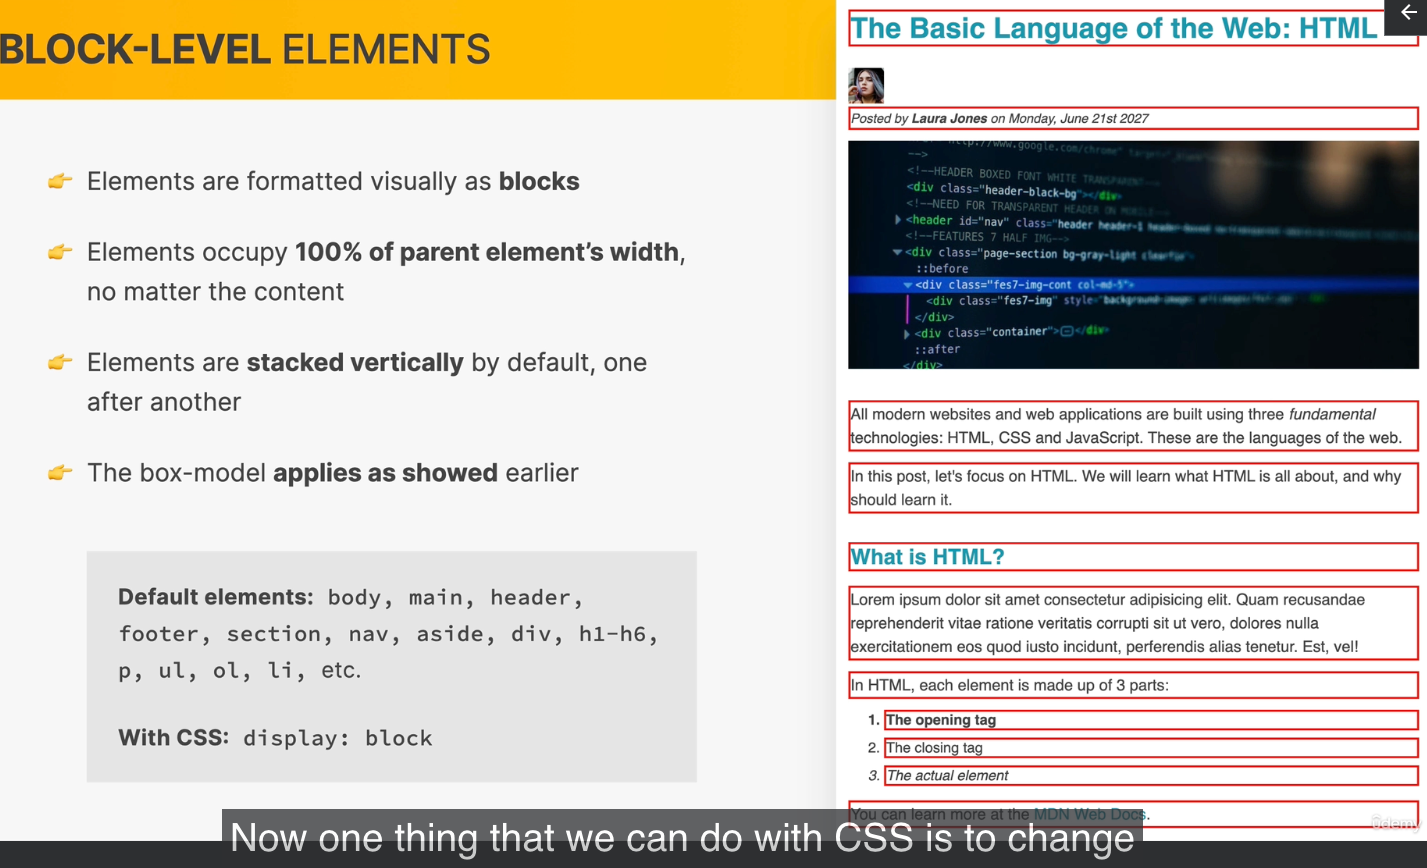 BLOCK-LEVEL ELEMENTS
👉 Elements are formatted visually as blocks
👉 Elements occupy 100% of parent element’s width,
no matter the content
👉 Elements are stacked vertically by default, one
after another
👉 The box-model applies as showed earlier
Default elements: body, main, header,
footer, section, nav, aside, div, h1-h6,
p, ul, ol, li, etc.
With CSS: display: block
The Basic Language of the Web: HTML
Posted by Laura Jones on Monday, June 21st 2027
http://www.google.com/chrome"
-->
<!--HEADER BOXED FONT WHITE TRANSPARENT-->
<div class="header-black-bg"></div>
<!--NEED FOR TRANSPARENT HEADER ON MOBILE-->
<header id="nav" class="header header-1
<!--FEATURES 7 HALF IMG-->
<div class="page-section bg-gray-light clearfix">
::before
<div class="fes7-img-cont col-md-5">
<div class="fes7-img" style="background-image:
</div>
<div class="container"></div>
::after
</div>
All modern websites and web applications are built using three fundamental
technologies: HTML, CSS and JavaScript. These are the languages of the web.
In this post, let's focus on HTML. We will learn what HTML is all about, and why
should learn it.
What is HTML?
Lorem ipsum dolor sit amet consectetur adipisicing elit. Quam recusandae
reprehenderit vitae ratione veritatis corrupti sit ut vero, dolores nulla
exercitationem eos quod iusto incidunt, perferendis alias tenetur. Est, vel!
In HTML, each element is made up of 3 parts:
1. The opening tag
2. The closing tag
3. The actual element
You can learn more at the MDN Web Docs.
Now one thing that we can do with CSS is to change
ûdemy